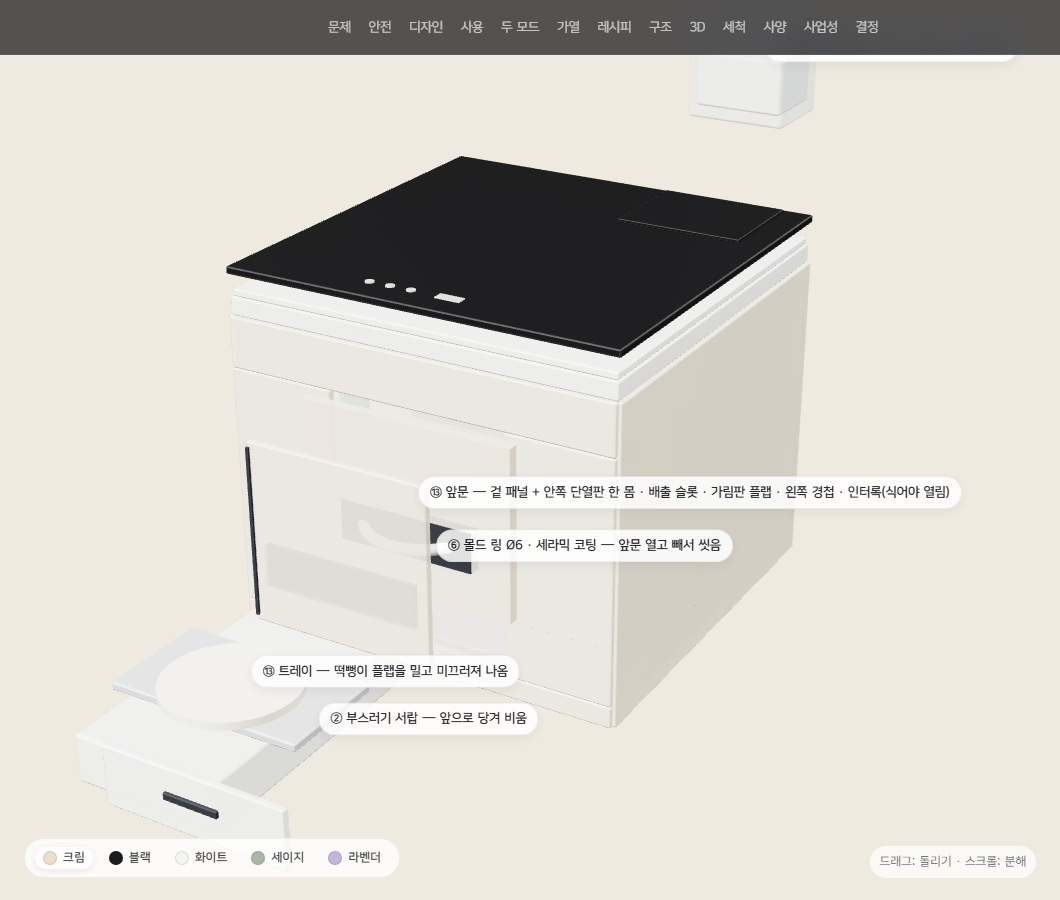 문제 안전 디자인 사용 두 모드 가열 레시피 구조 3D 세척 사양 사업성 결정
⑬ 앞문 — 겉 패널 + 안쪽 단열판 한 몸 · 배출 슬롯 · 가림판 플랩 · 왼쪽 경첩 · 인터록(식어야 열림)
⑥ 몰드 링 Ø6 · 세라믹 코팅 — 앞문 열고 빼서 씻음
⑬ 트레이 — 떡뻥이 플랩을 밀고 미끄러져 나옴
② 부스러기 서랍 — 앞으로 당겨 비움
크림 블랙 화이트 세이지 라벤더
드래그: 돌리기 · 스크롤: 분해